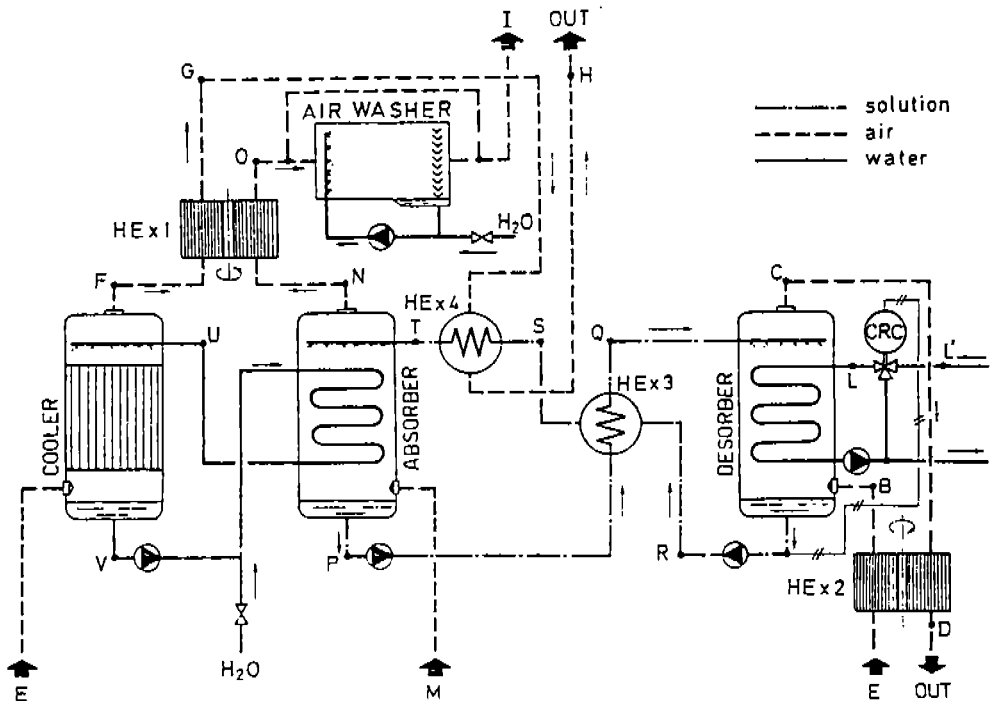 I OUT
G
H
AIR WASHER
solution
air
water
O
HEx1
H₂O
F
N
C
HEx4
CRC
U
T
S
Q
L
L'
HEx3
COOLER
ABSORBER
DESORBER
B
V
P
R
HEx2
D
H₂O
E
M
E OUT